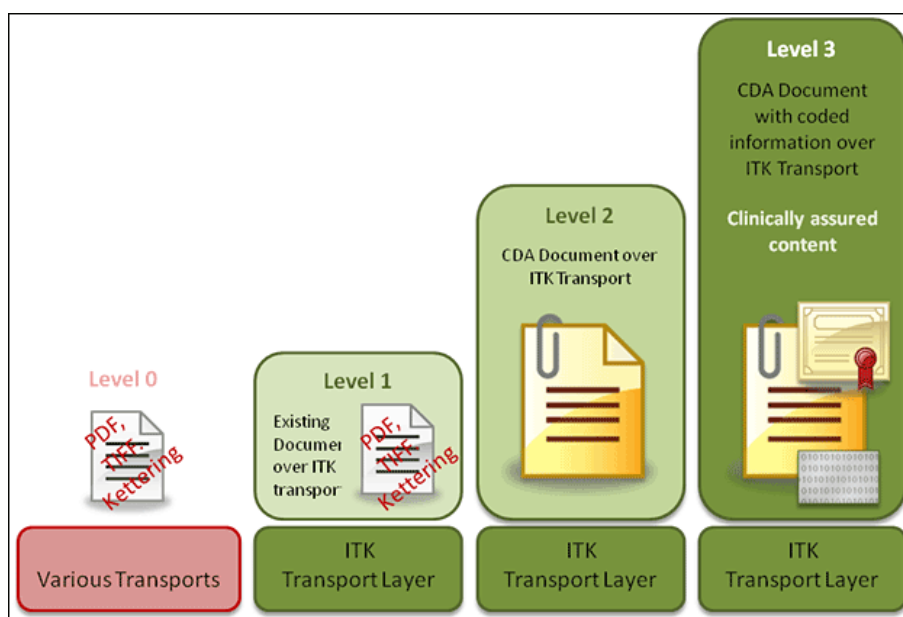 Level 0
PDF,
TIFF,
Kettering
Various Transports
Level 1
Existing
Documen
over ITK
transport
PDF,
TIFF,
Kettering
ITK
Transport Layer
Level 2
CDA Document over
ITK Transport
ITK
Transport Layer
Level 3
CDA Document
with coded
information over
ITK Transport
Clinically assured
content
ITK
Transport Layer